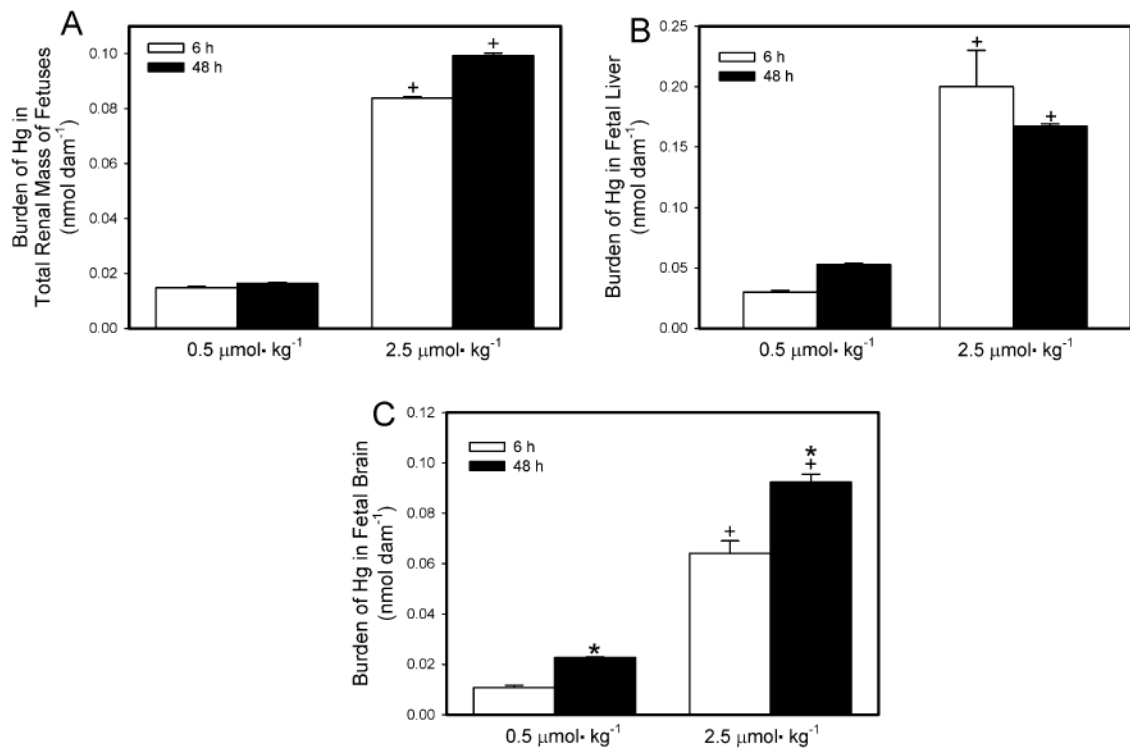 A
Burden of Hg in
Total Renal Mass of Fetuses
(nmol dam⁻¹)
6 h
48 h
0.10
0.08
0.06
0.04
0.02
0.00
+
+
0.5 μmol· kg⁻¹
2.5 μmol· kg⁻¹
B
Burden of Hg in Fetal Liver
(nmol dam⁻¹)
6 h
48 h
0.25
0.20
0.15
0.10
0.05
0.00
+
+
0.5 μmol· kg⁻¹
2.5 μmol· kg⁻¹
C
Burden of Hg in Fetal Brain
(nmol dam⁻¹)
6 h
48 h
0.12
0.10
0.08
0.06
0.04
0.02
0.00
*
+
*
+
0.5 μmol· kg⁻¹
2.5 μmol· kg⁻¹